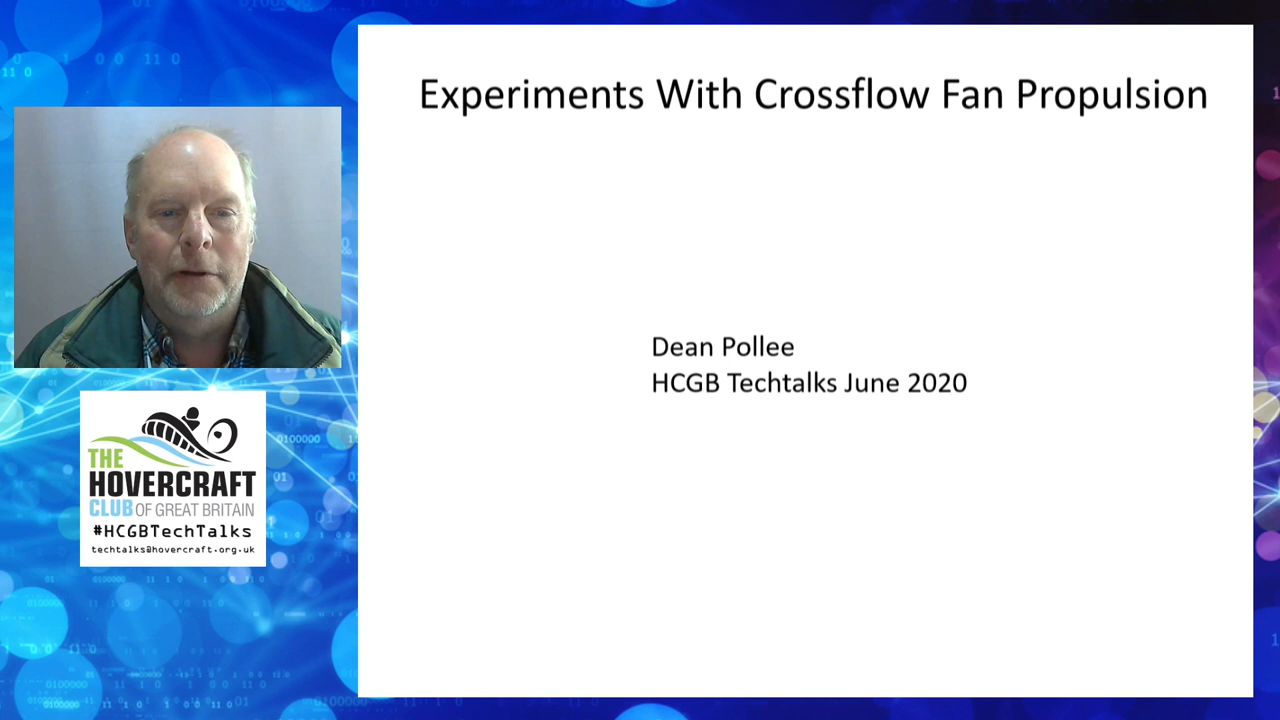 Experiments With Crossflow Fan Propulsion
Dean Pollee
HCGB Techtalks June 2020
THE
HOVERCRAFT
CLUB OF GREAT BRITAIN
#HCGBTechTalks
techtalks@hovercraft.org.uk